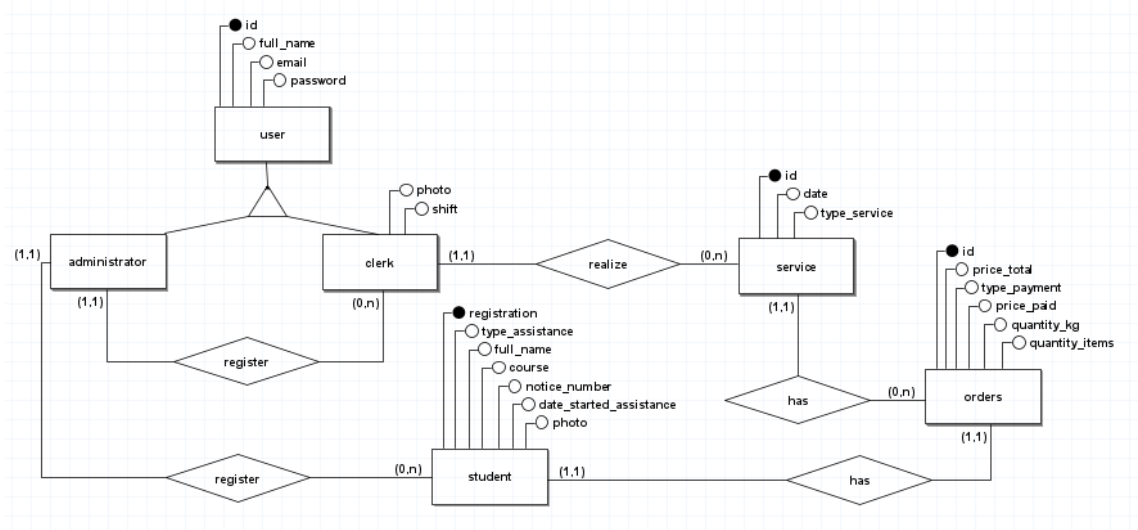 id
full_name
email
password
user
photo
shift
(1,1)
administrator
clerk
(1,1)
realize
(0,n)
id
date
type_service
service
(1,1)
(0,n)
register
(1,1)
id
price_total
type_payment
price_paid
quantity_kg
quantity_items
orders
has
(0,n)
(1,1)
registration
type_assistance
full_name
course
notice_number
date_started_assistance
photo
register
(0,n)
student
(1,1)
has